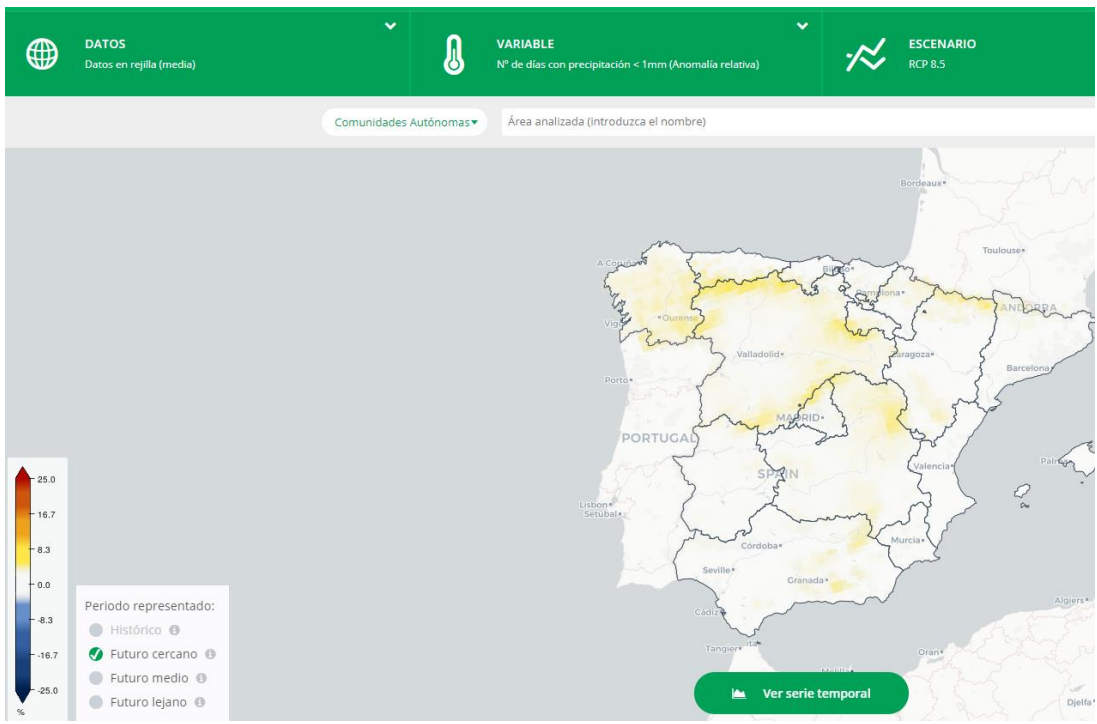 DATOS
Datos en rejilla (media)
VARIABLE
Nº de días con precipitación < 1mm (Anomalía relativa)
ESCENARIO
RCP 8.5
Comunidades Autónomas
Área analizada (introduzca el nombre)
Bordeaux
Toulouse
A Coruña
Bilbao
Pamplona
ANDORRA
Vigo
Ourense
Valladolid
Zaragoza
Barcelona
Porto
MADRID
PORTUGAL
Valencia
SPAIN
Lisbon
Setubal
Córdoba
Murcia
Seville
Granada
Cádiz
Algiers
Tangier
Oran
Djelfa
25.0
16.7
8.3
0.0
-8.3
-16.7
-25.0
%
Periodo representado:
Histórico
Futuro cercano
Futuro medio
Futuro lejano
Ver serie temporal